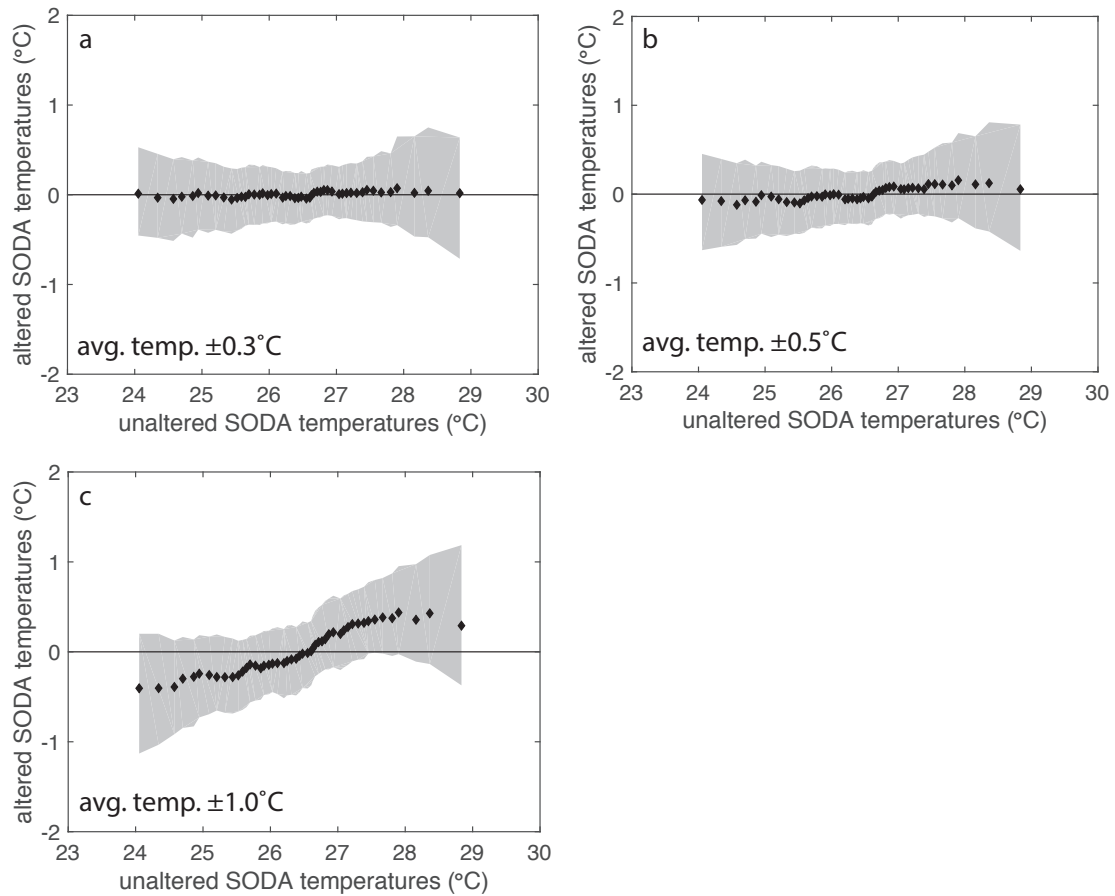 a
altered SODA temperatures (°C)
2
1
0
-1
-2
avg. temp. ±0.3˚C
23 24 25 26 27 28 29 30
unaltered SODA temperatures (°C)
b
altered SODA temperatures (°C)
2
1
0
-1
-2
avg. temp. ±0.5˚C
23 24 25 26 27 28 29 30
unaltered SODA temperatures (°C)
c
altered SODA temperatures (°C)
2
1
0
-1
-2
avg. temp. ±1.0˚C
23 24 25 26 27 28 29 30
unaltered SODA temperatures (°C)